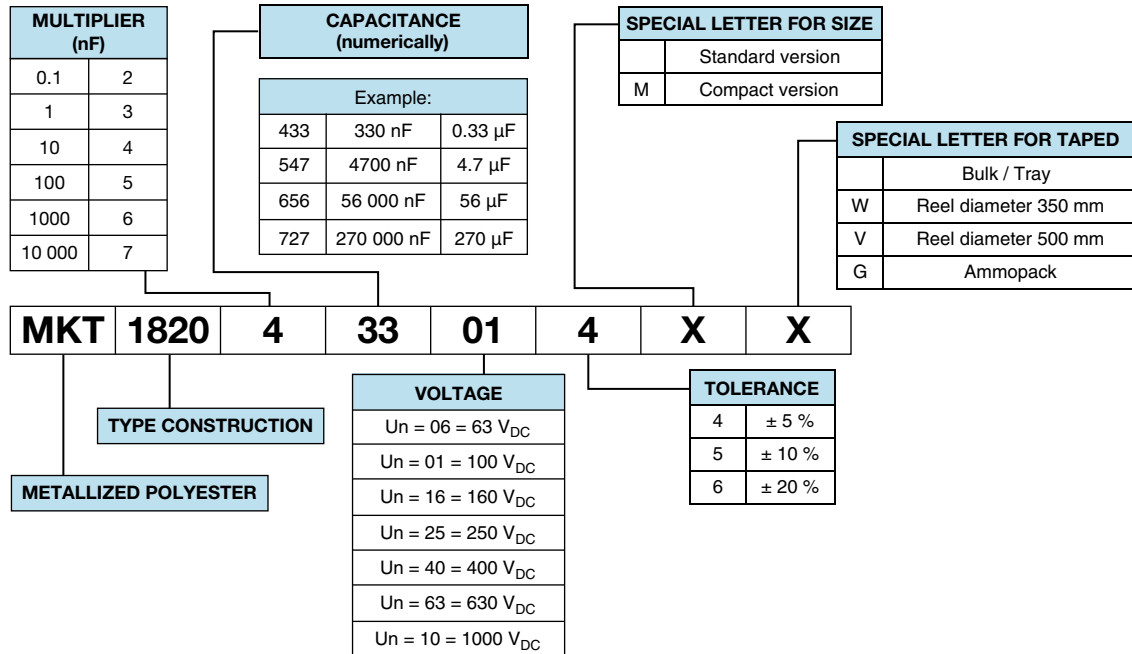 MULTIPLIER
(nF)
0.1 2
1 3
10 4
100 5
1000 6
10 000 7
CAPACITANCE
(numerically)
Example:
433 330 nF 0.33 µF
547 4700 nF 4.7 µF
656 56 000 nF 56 µF
727 270 000 nF 270 µF
SPECIAL LETTER FOR SIZE
Standard version
M Compact version
SPECIAL LETTER FOR TAPED
Bulk / Tray
W Reel diameter 350 mm
V Reel diameter 500 mm
G Ammopack
MKT 1820 4 33 01 4 X X
METALLIZED POLYESTER
TYPE CONSTRUCTION
VOLTAGE
Un = 06 = 63 VDC
Un = 01 = 100 VDC
Un = 16 = 160 VDC
Un = 25 = 250 VDC
Un = 40 = 400 VDC
Un = 63 = 630 VDC
Un = 10 = 1000 VDC
TOLERANCE
4 ± 5 %
5 ± 10 %
6 ± 20 %